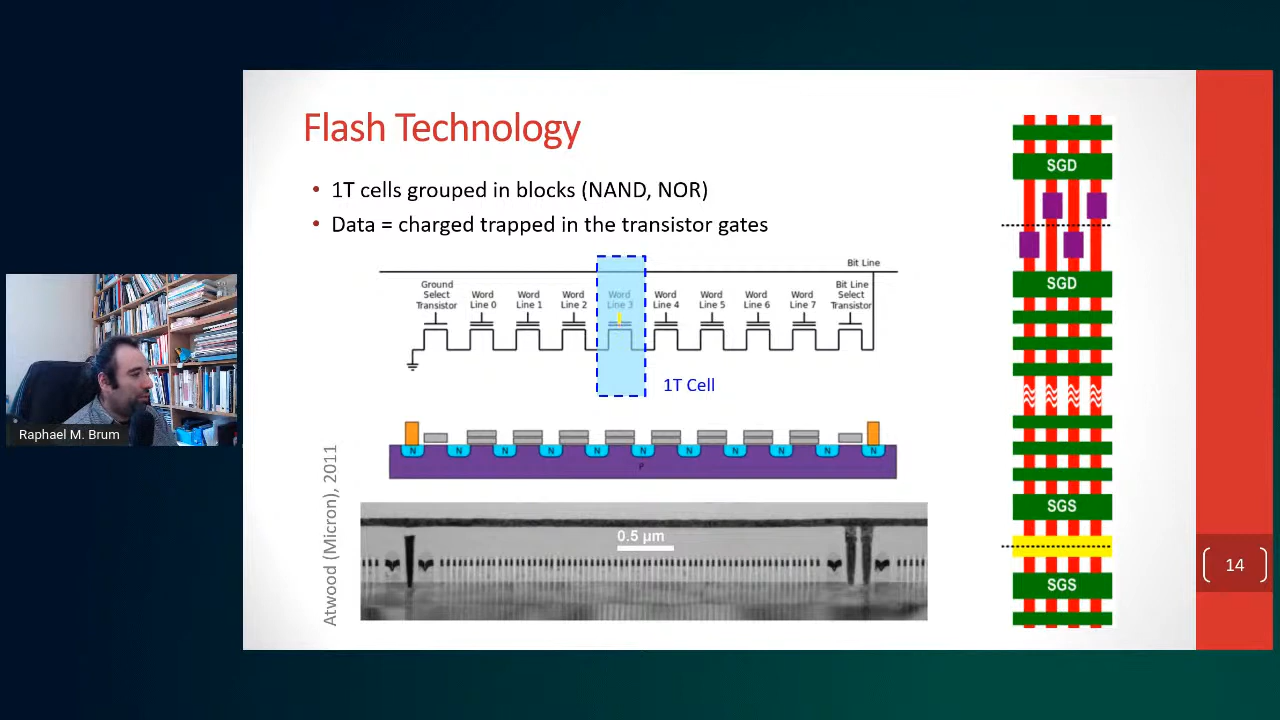 Flash Technology
• 1T cells grouped in blocks (NAND, NOR)
• Data = charged trapped in the transistor gates
Bit Line
Ground
Select
Transistor
Word
Line 0
Word
Line 1
Word
Line 2
Word
Line 3
Word
Line 4
Word
Line 5
Word
Line 6
Word
Line 7
Bit Line
Select
Transistor
1T Cell
N N N N N N N N N N N
P
0.5 µm
Atwood (Micron), 2011
SGD
SGD
SGS
SGS
14
Raphael M. Brum